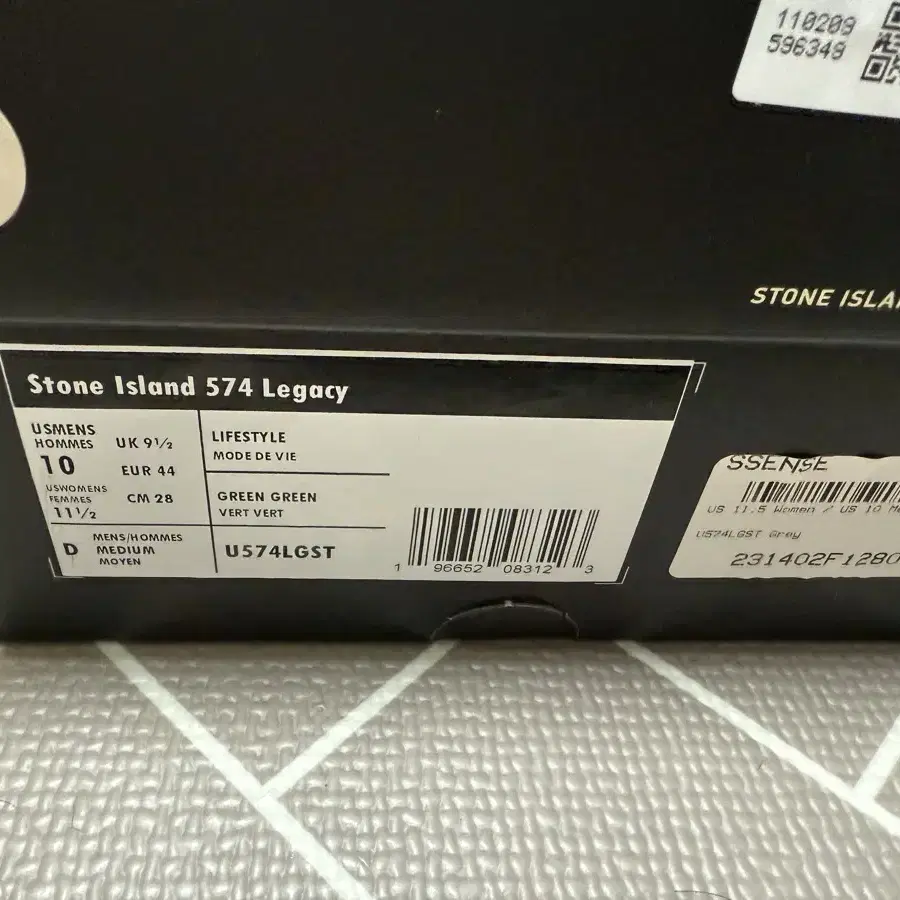 110209
596349
STONE ISLA
Stone Island 574 Legacy
USMENS
HOMMES
10
UK 9½
EUR 44
CM 28
USWOMENS
FEMMES
11½
D
MENS/HOMMES
MEDIUM
MOYEN
LIFESTYLE
MODE DE VIE
GREEN GREEN
VERT VERT
U574LGST
1 96652 08312 3
SSENSE
US 11.5 Women / US 10 Me
U574LGST Grey
231402F1280